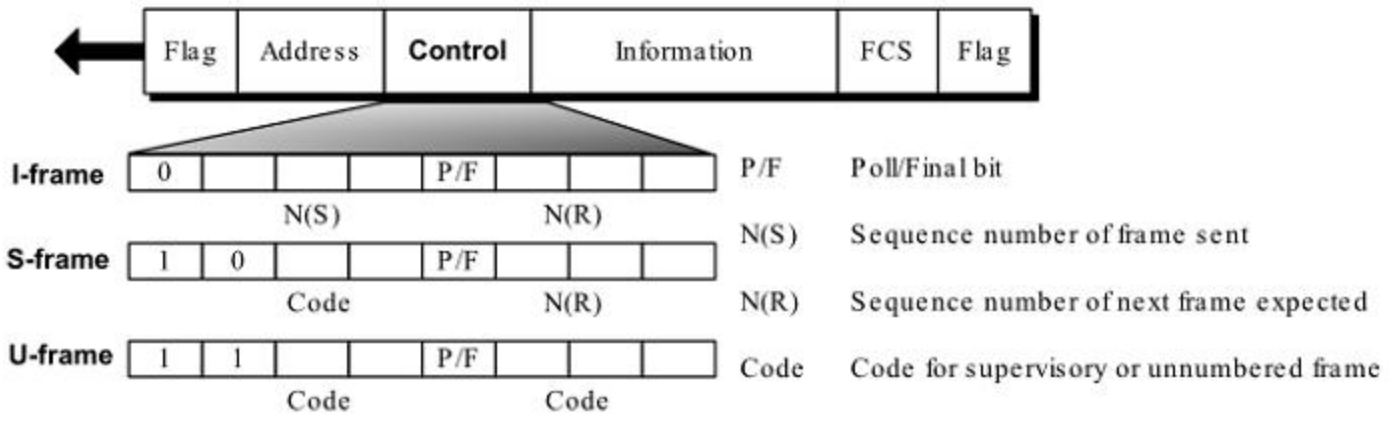 Flag Address Control Information FCS Flag
I-frame 0 P/F P/F Poll/Final bit
N(S) N(R)
N(S) Sequence number of frame sent
S-frame 1 0 P/F
Code N(R) N(R) Sequence number of next frame expected
U-frame 1 1 P/F
Code Code for supervisory or unnumbered frame
Code Code